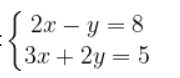 2x − y = 8
3x + 2y = 5